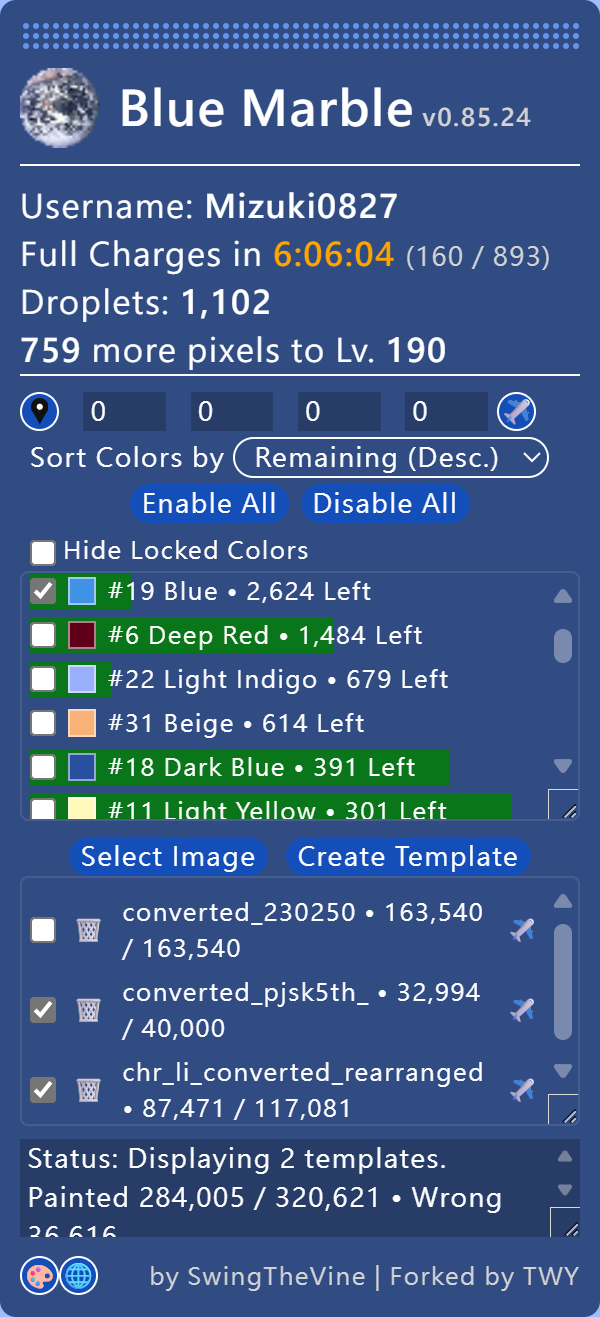 Blue Marble v0.85.24
Username: Mizuki0827
Full Charges in 6:06:04 (160 / 893)
Droplets: 1,102
759 more pixels to Lv. 190
0 0 0 0
Sort Colors by Remaining (Desc.)
Enable All Disable All
Hide Locked Colors
#19 Blue • 2,624 Left
#6 Deep Red • 1,484 Left
#22 Light Indigo • 679 Left
#31 Beige • 614 Left
#18 Dark Blue • 391 Left
#11 Light Yellow • 301 Left
Select Image Create Template
converted_230250 • 163,540
/ 163,540
converted_pjsk5th_ • 32,994
/ 40,000
chr_li_converted_rearranged
• 87,471 / 117,081
Status: Displaying 2 templates.
Painted 284,005 / 320,621 • Wrong
36,616
by SwingTheVine | Forked by TWY